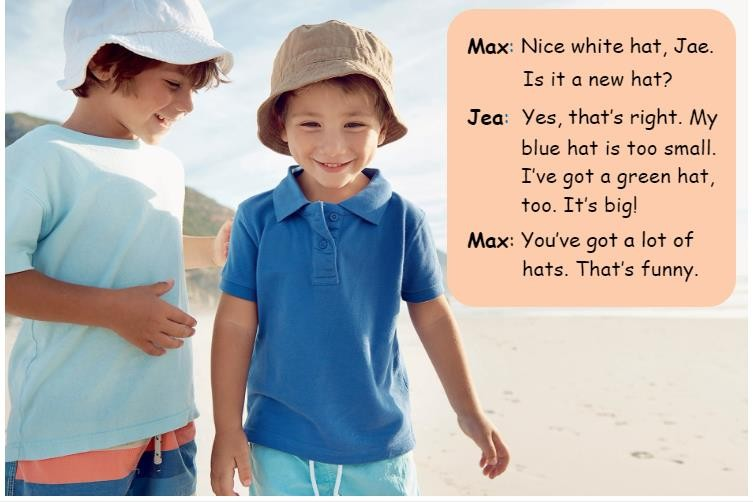 Max: Nice white hat, Jae.
Is it a new hat?
Jea: Yes, that's right. My
blue hat is too small.
I've got a green hat,
too. It's big!
Max: You've got a lot of
hats. That's funny.